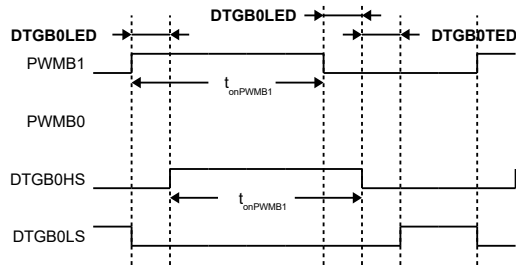 DTGB0LED
DTGB0LED
DTGB0TED
PWMB1
tonPWMB1
PWMB0
DTGB0HS
tonPWMB1
DTGB0LS